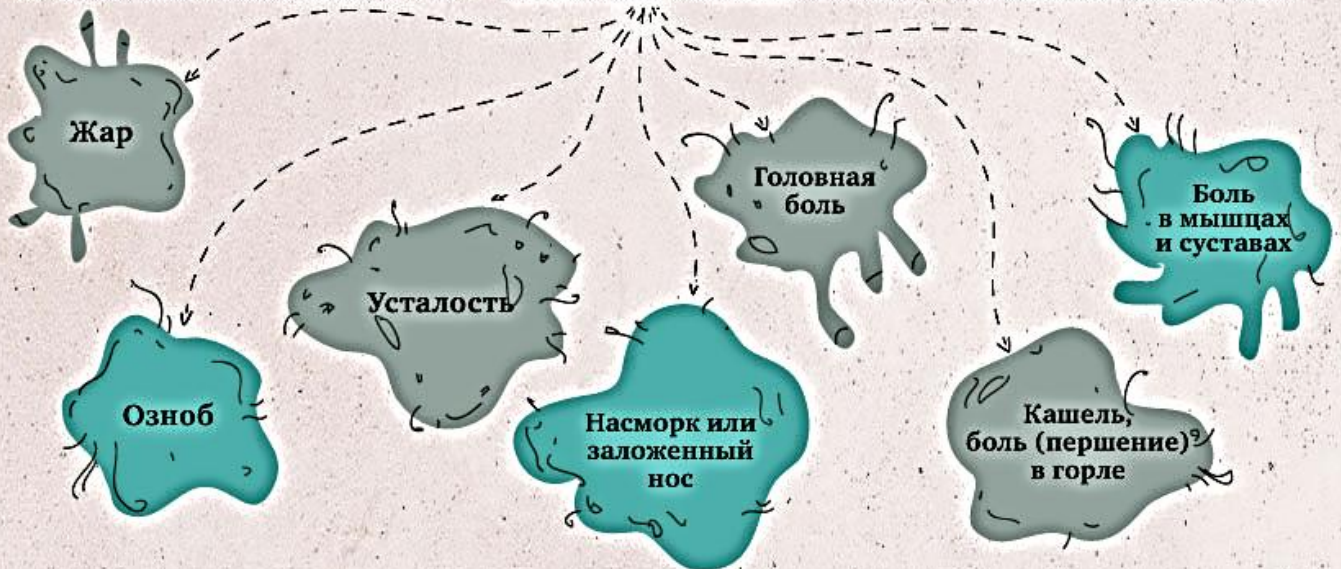 Жар
Головная
боль
Боль
в мышцах
и суставах
Усталость
Озноб
Насморк или
заложенный
нос
Кашель,
боль (першение)
в горле